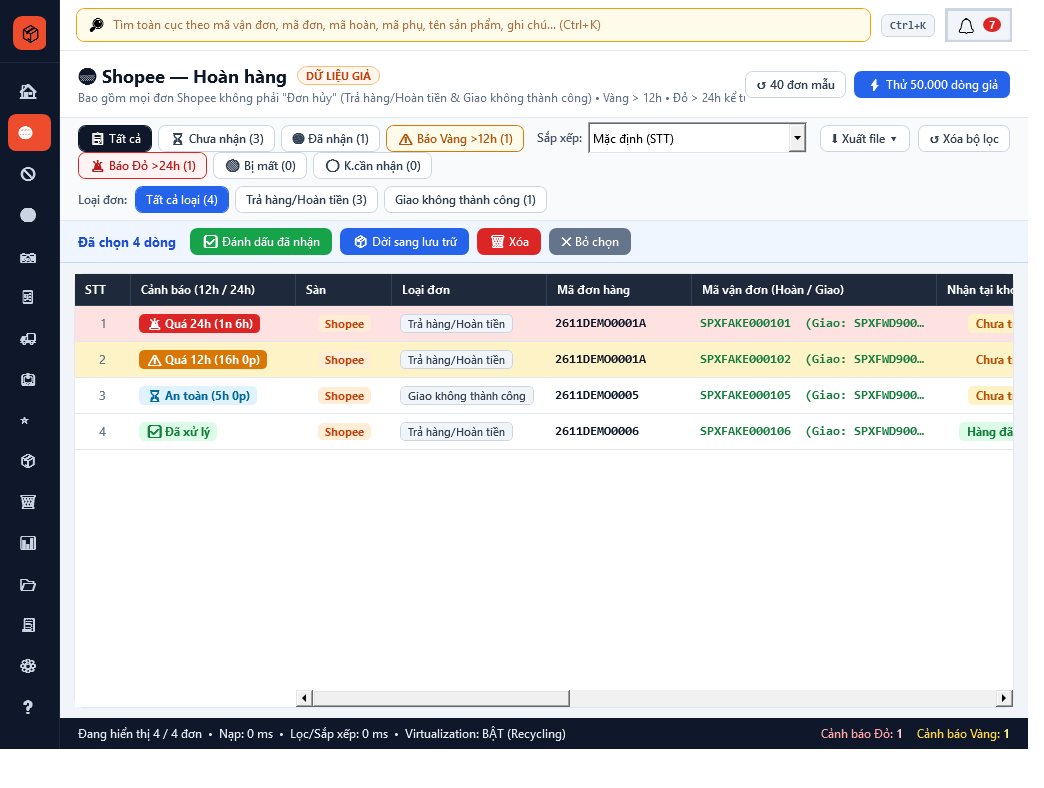 Tìm toàn cục theo mã vận đơn, mã đơn, mã hoàn, mã phụ, tên sản phẩm, ghi chú... (Ctrl+K)
Ctrl+K
7
Shopee — Hoàn hàng
DỮ LIỆU GIẢ
Bao gồm mọi đơn Shopee không phải "Đơn hủy" (Trả hàng/Hoàn tiền & Giao không thành công) • Vàng > 12h • Đỏ > 24h kể từ
↺ 40 đơn mẫu
Thử 50.000 dòng giả
Tất cả
Chưa nhận (3)
Đã nhận (1)
Báo Vàng >12h (1)
Sắp xếp:
Mặc định (STT)
⬇ Xuất file ▾
↺ Xóa bộ lọc
Báo Đỏ >24h (1)
Bị mất (0)
K.cần nhận (0)
Loại đơn:
Tất cả loại (4)
Trả hàng/Hoàn tiền (3)
Giao không thành công (1)
Đã chọn 4 dòng
Đánh dấu đã nhận
Dời sang lưu trữ
Xóa
✕ Bỏ chọn
STT Cảnh báo (12h / 24h) Sàn Loại đơn Mã đơn hàng Mã vận đơn (Hoàn / Giao) Nhận tại kho
1 Quá 24h (1n 6h) Shopee Trả hàng/Hoàn tiền 2611DEMO0001A SPXFAKE000101 (Giao: SPXFWD900… Chưa t
2 Quá 12h (16h 0p) Shopee Trả hàng/Hoàn tiền 2611DEMO0001A SPXFAKE000102 (Giao: SPXFWD900… Chưa t
3 An toàn (5h 0p) Shopee Giao không thành công 2611DEMO0005 SPXFAKE000105 (Giao: SPXFWD900… Chưa t
4 Đã xử lý Shopee Trả hàng/Hoàn tiền 2611DEMO0006 SPXFAKE000106 (Giao: SPXFWD900… Hàng đã
Đang hiển thị 4 / 4 đơn • Nạp: 0 ms • Lọc/Sắp xếp: 0 ms • Virtualization: BẬT (Recycling)
Cảnh báo Đỏ: 1 Cảnh báo Vàng: 1